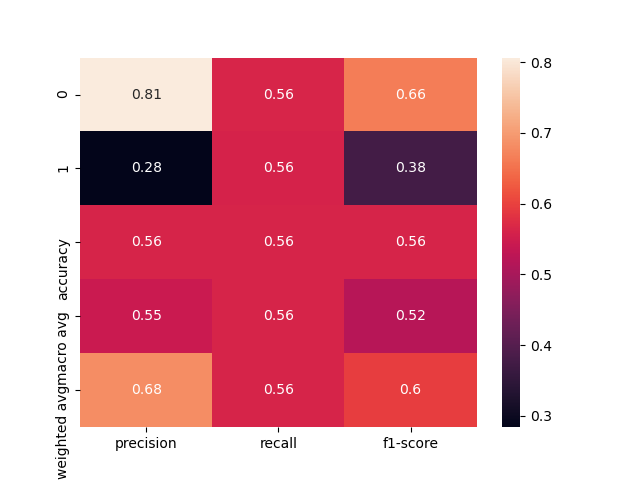 0 0.81 0.56 0.66
1 0.28 0.56 0.38
accuracy 0.56 0.56 0.56
macro avg 0.55 0.56 0.52
weighted avg 0.68 0.56 0.6
precision recall f1-score
0.8
0.7
0.6
0.5
0.4
0.3